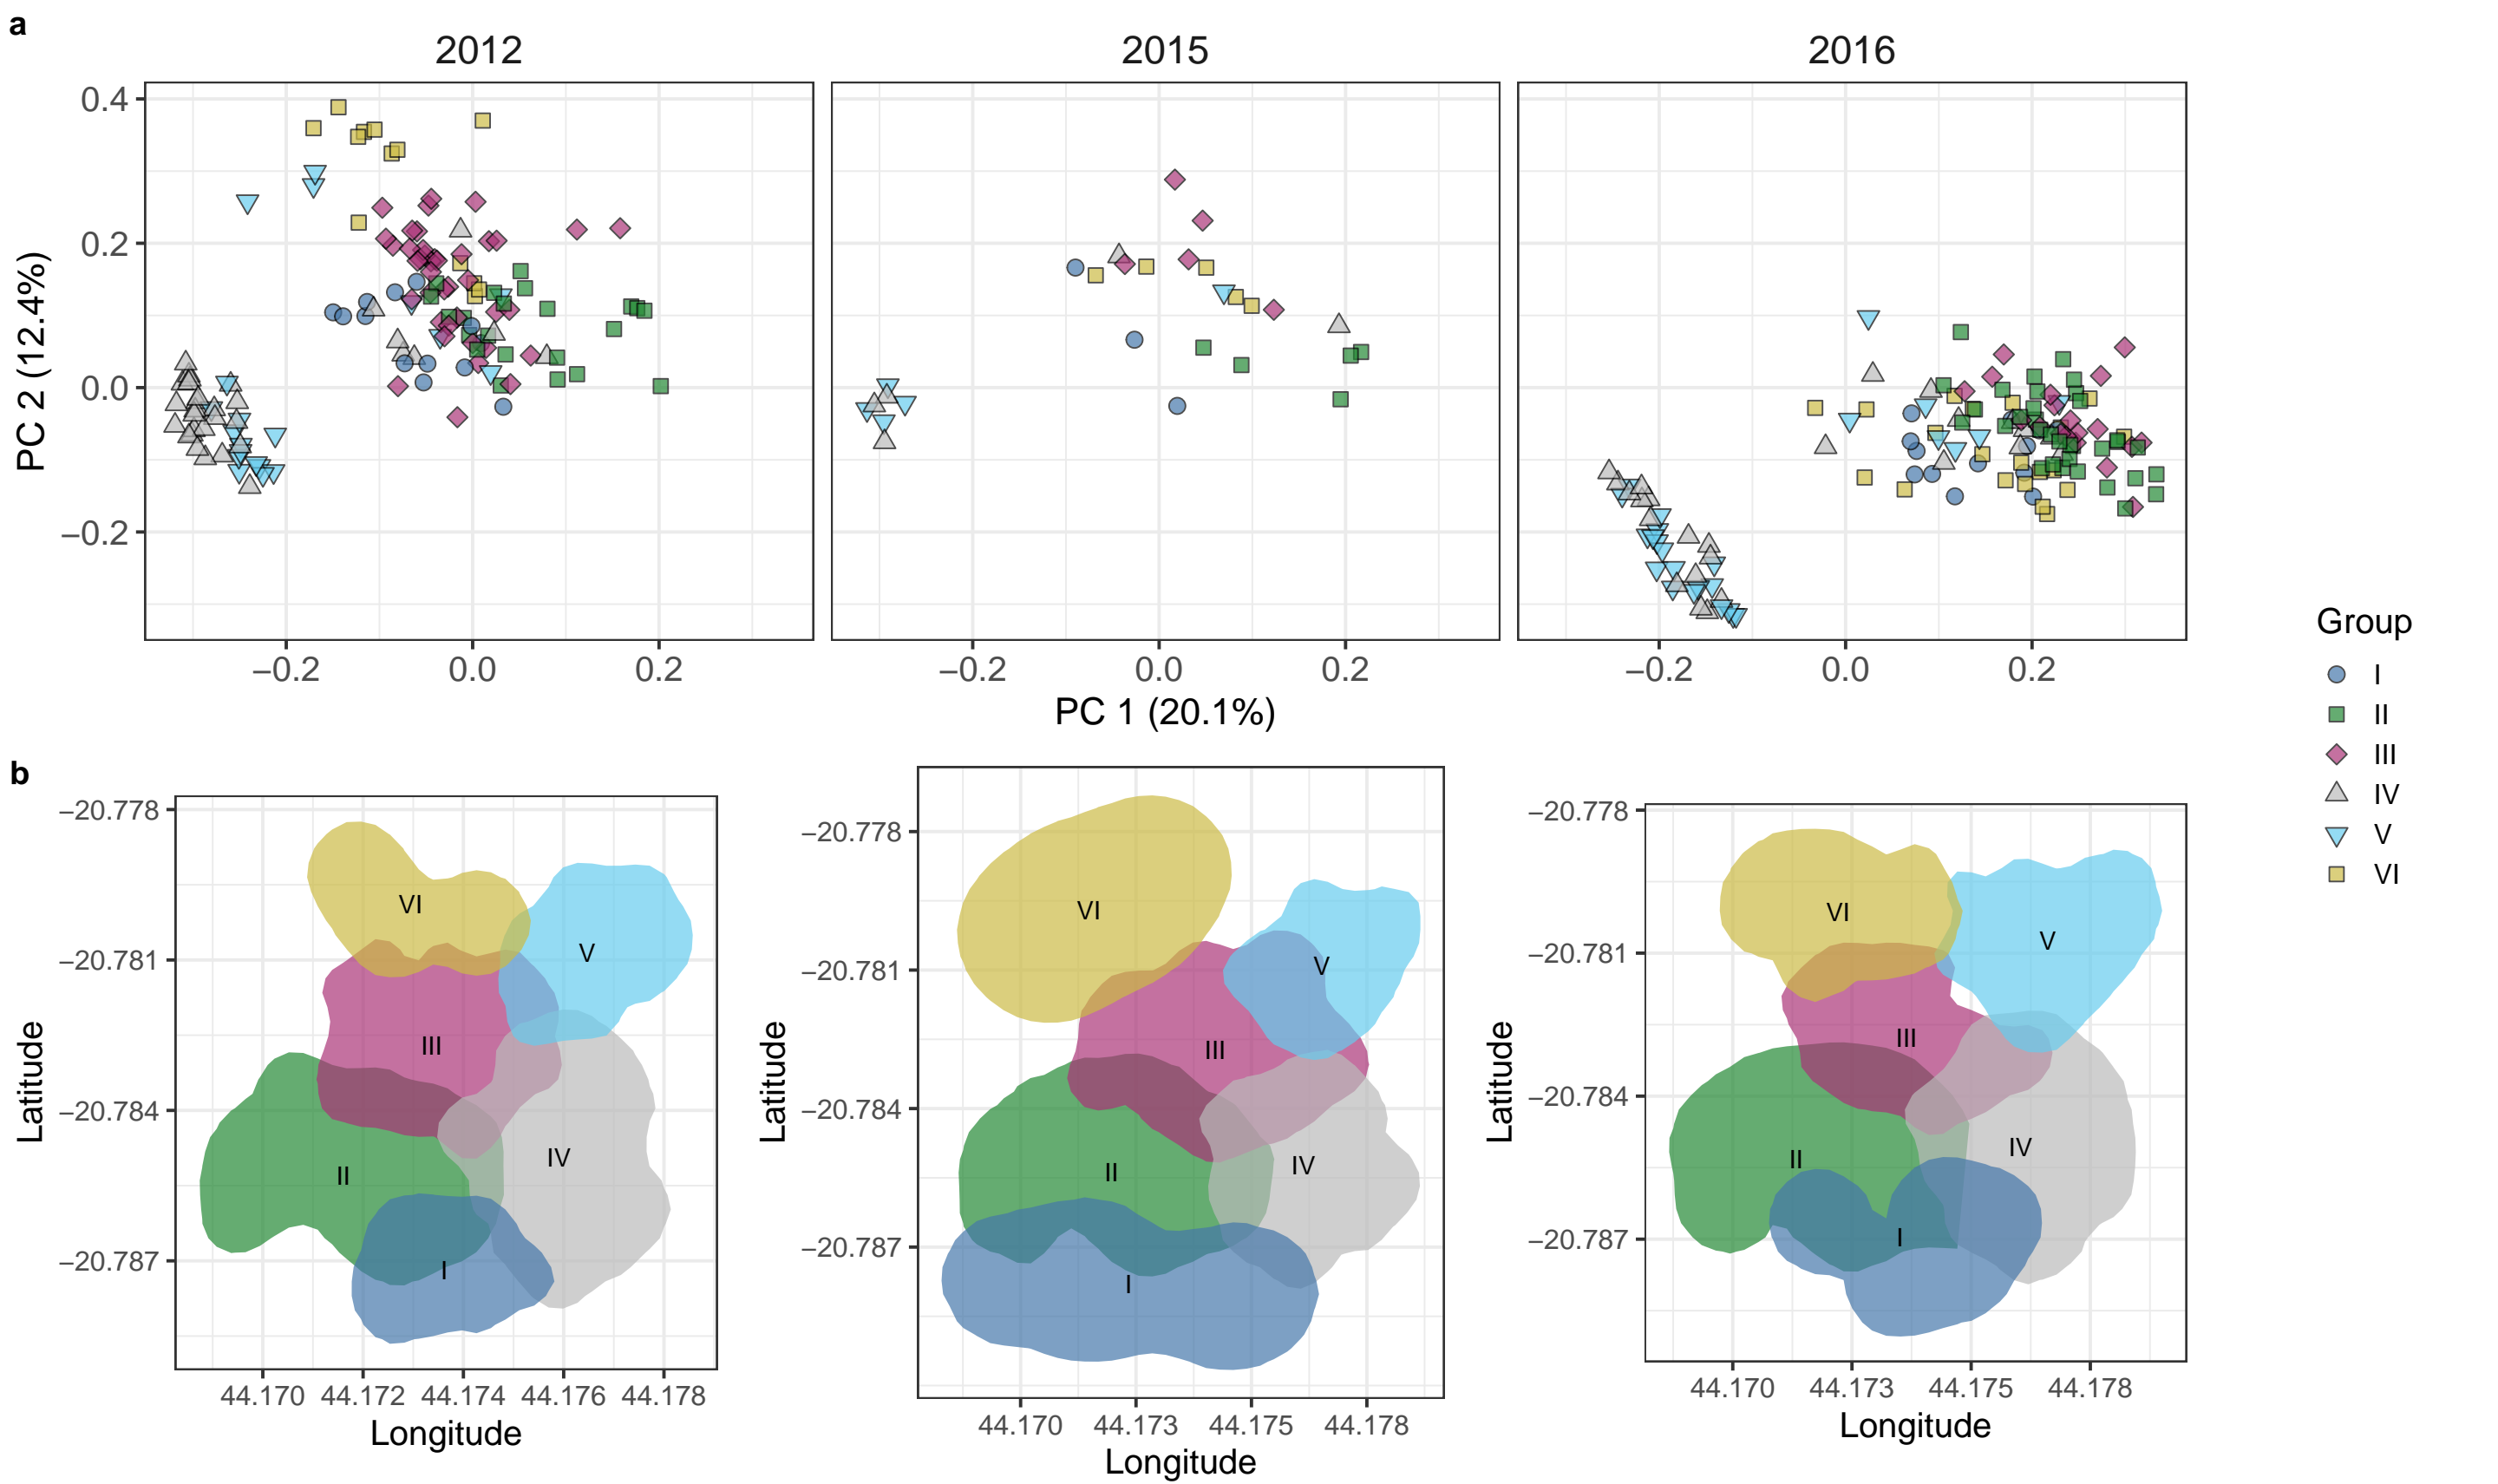 a
2012 2015 2016
PC 2 (12.4%)
0.4
0.2
0.0
−0.2
−0.2 0.0 0.2 −0.2 0.0 0.2 −0.2 0.0 0.2
PC 1 (20.1%)
Group
I
II
III
IV
V
VI
b
Latitude
−20.778
−20.781
−20.784
−20.787
VI
V
III
IV
II
I
44.170 44.172 44.174 44.176 44.178
Longitude
Latitude
−20.778
−20.781
−20.784
−20.787
VI
V
III
IV
II
I
44.170 44.173 44.175 44.178
Longitude
Latitude
−20.778
−20.781
−20.784
−20.787
VI
V
III
IV
II
I
44.170 44.173 44.175 44.178
Longitude